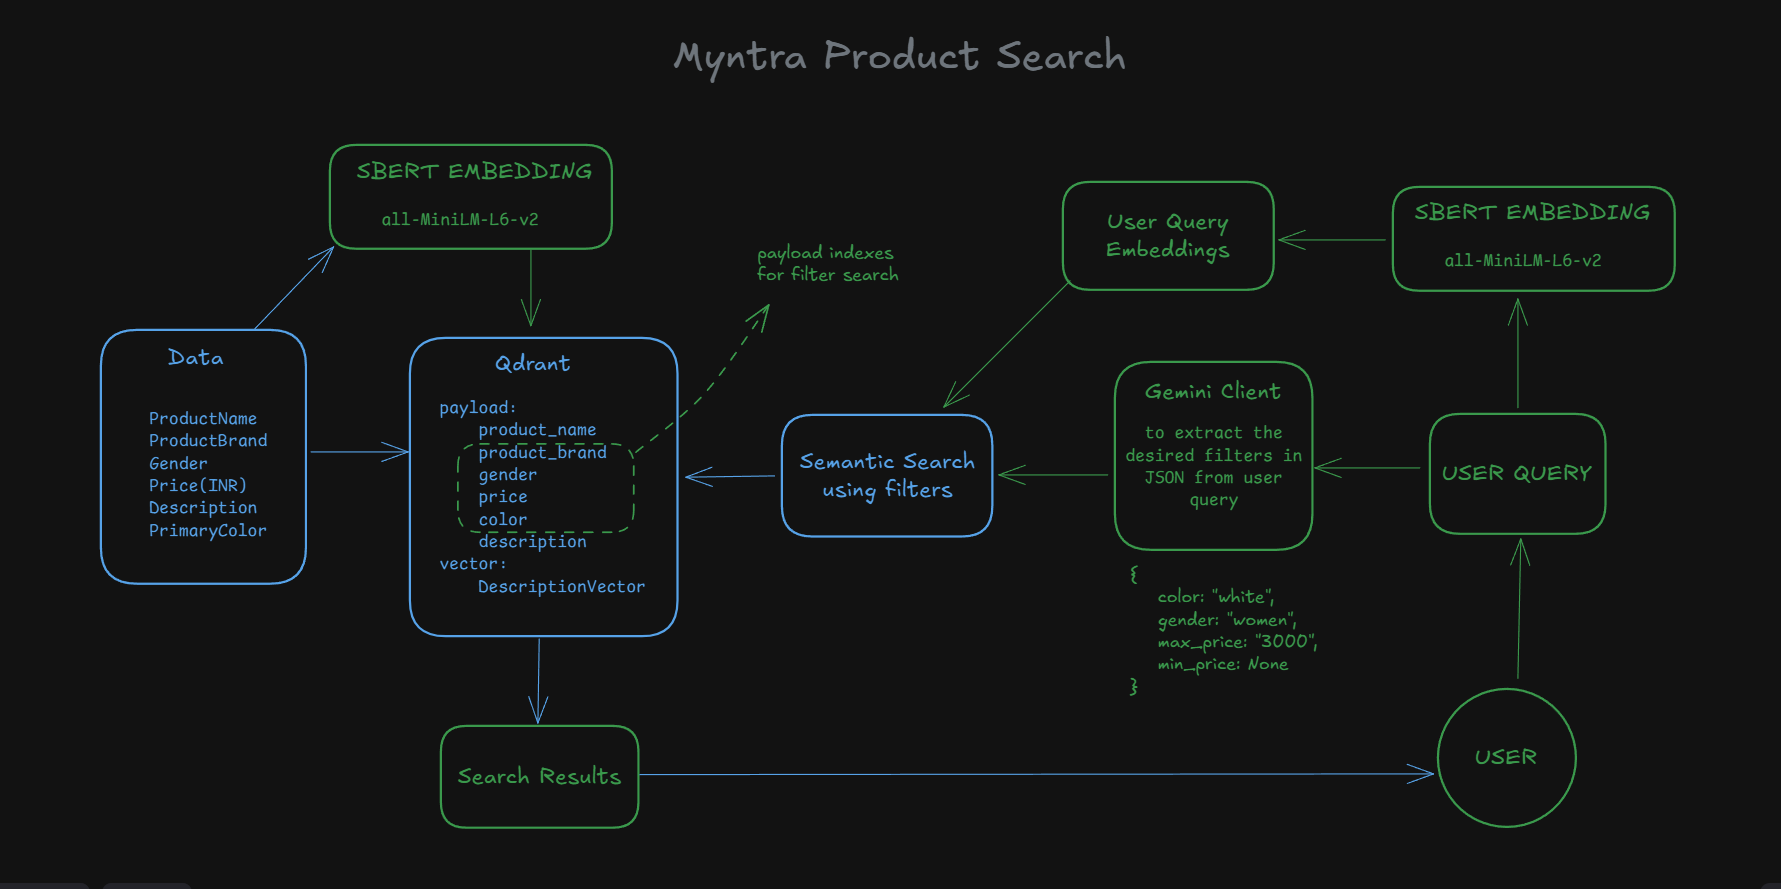 Myntra Product Search
SBERT EMBEDDING
all-MiniLM-L6-v2
Data
ProductName
ProductBrand
Gender
Price(INR)
Description
PrimaryColor
Qdrant
payload:
product_name
product_brand
gender
price
color
description
vector:
DescriptionVector
payload indexes
for filter search
Semantic Search
using filters
User Query
Embeddings
SBERT EMBEDDING
all-MiniLM-L6-v2
Gemini Client
to extract the
desired filters in
JSON from user
query
{
color: "white",
gender: "women",
max_price: "3000",
min_price: None
}
USER QUERY
USER
Search Results